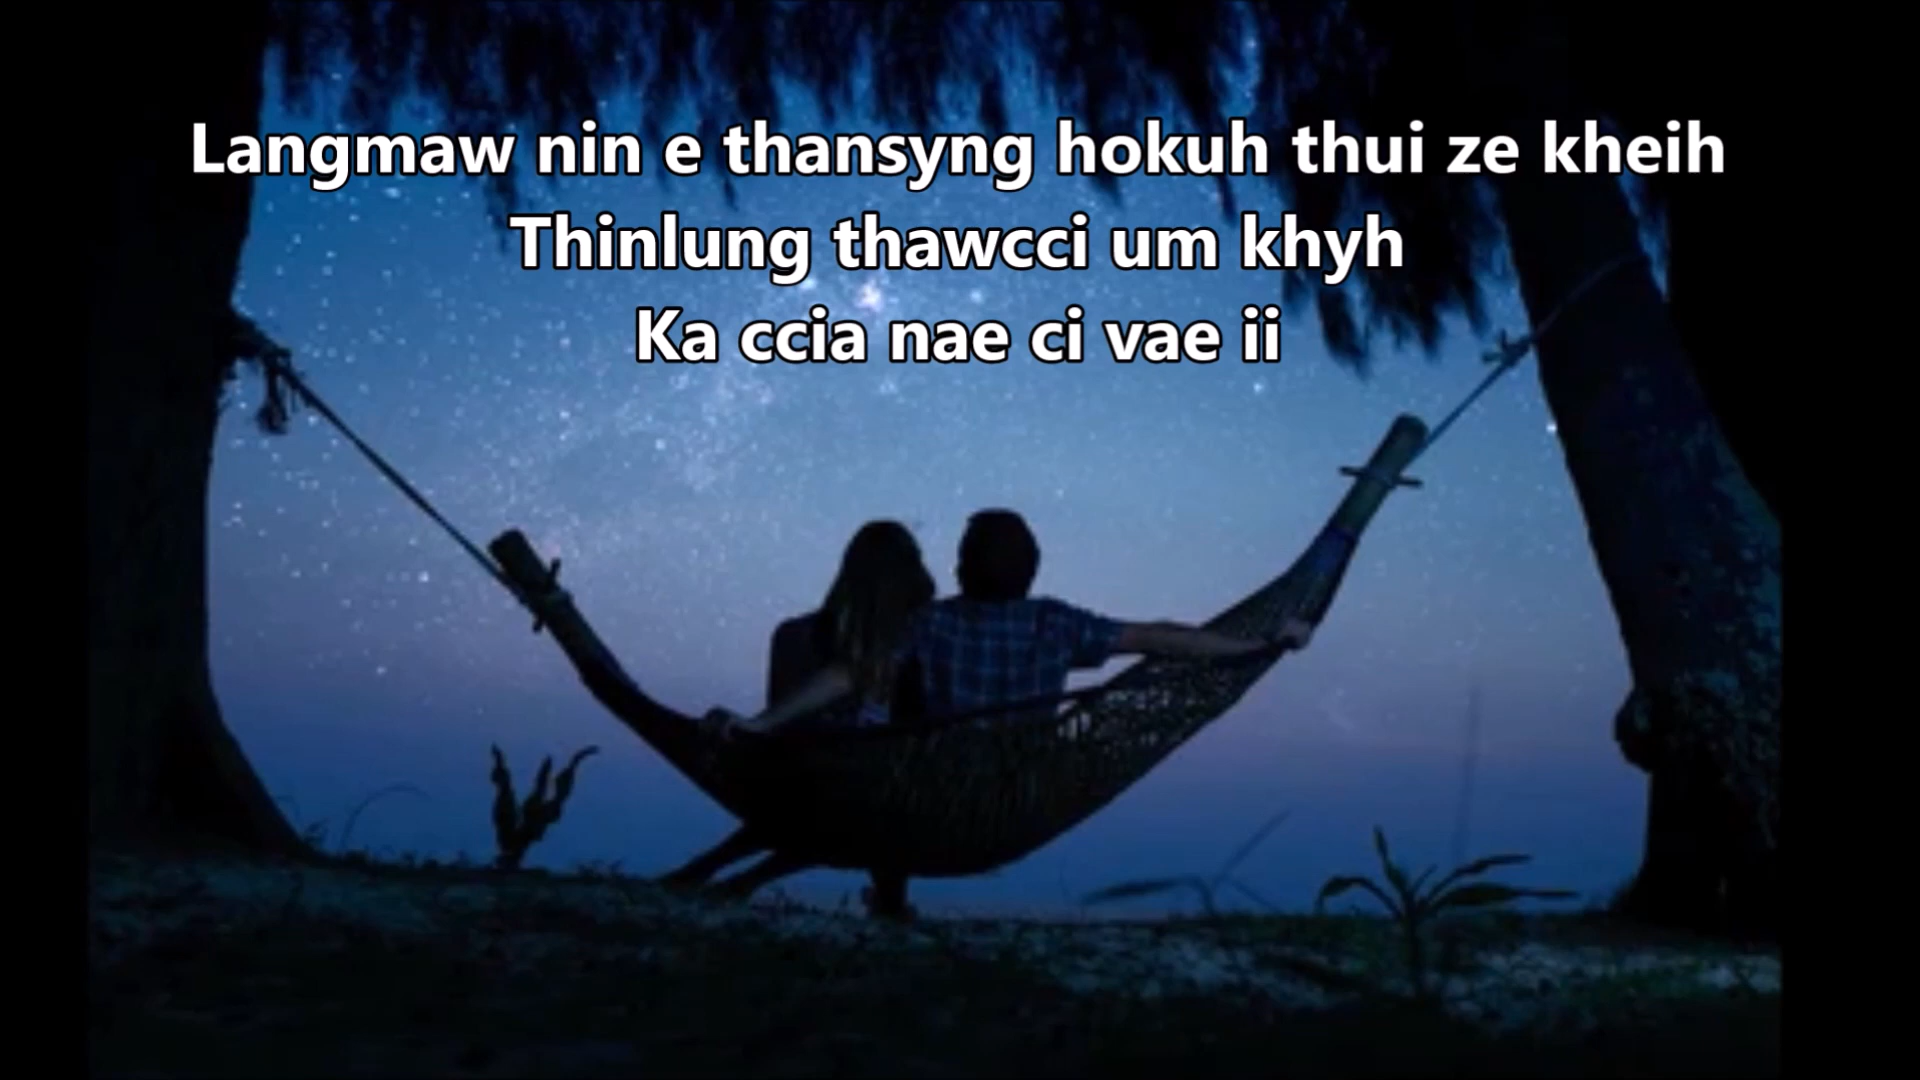 Langmaw nin e thansyng hokuh thui ze kheih
Thinlung thawcci um khyh
Ka ccia nae ci vae ii